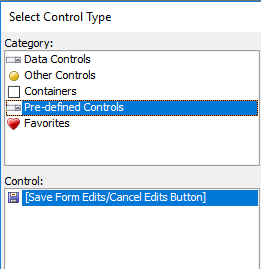 Select Control Type
Category:
Data Controls
Other Controls
Containers
Pre-defined Controls
Favorites
Control:
[Save Form Edits/Cancel Edits Button]